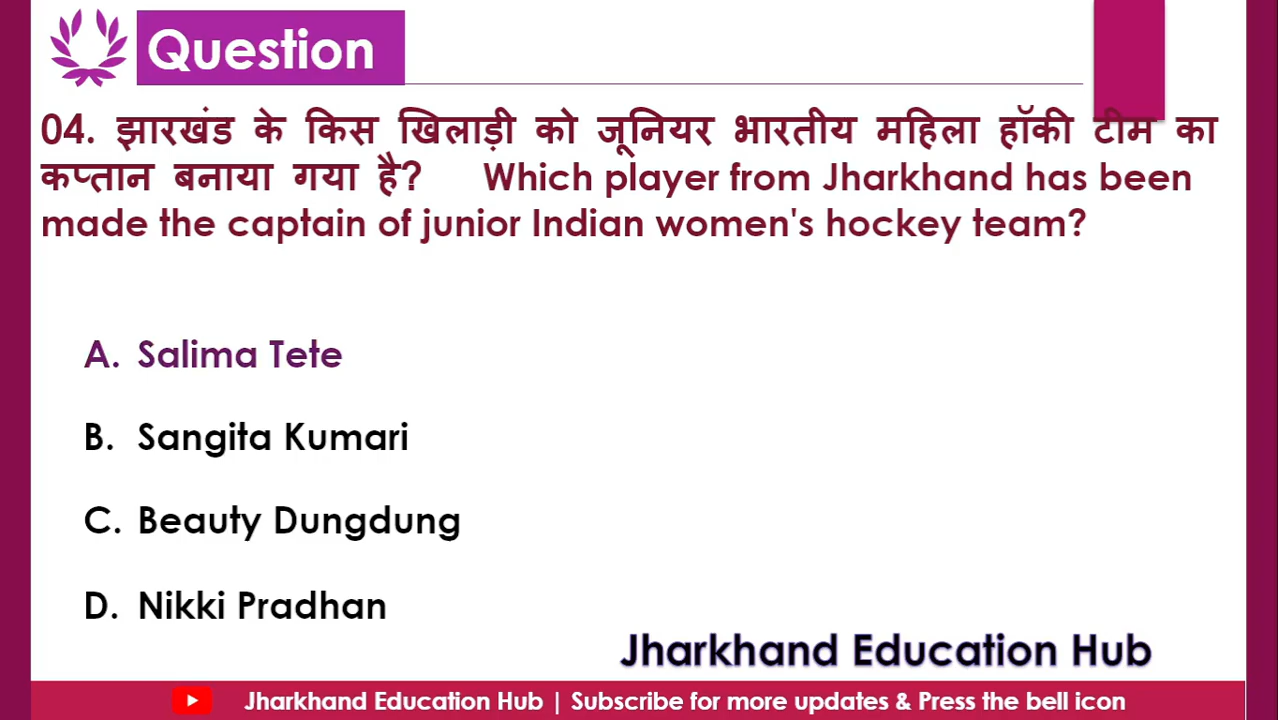 Question
04. झारखंड के किस खिलाड़ी को जूनियर भारतीय महिला हॉकी टीम का
कप्तान बनाया गया है? Which player from Jharkhand has been
made the captain of junior Indian women's hockey team?
A. Salima Tete
B. Sangita Kumari
C. Beauty Dungdung
D. Nikki Pradhan
Jharkhand Education Hub
Jharkhand Education Hub | Subscribe for more updates & Press the bell icon